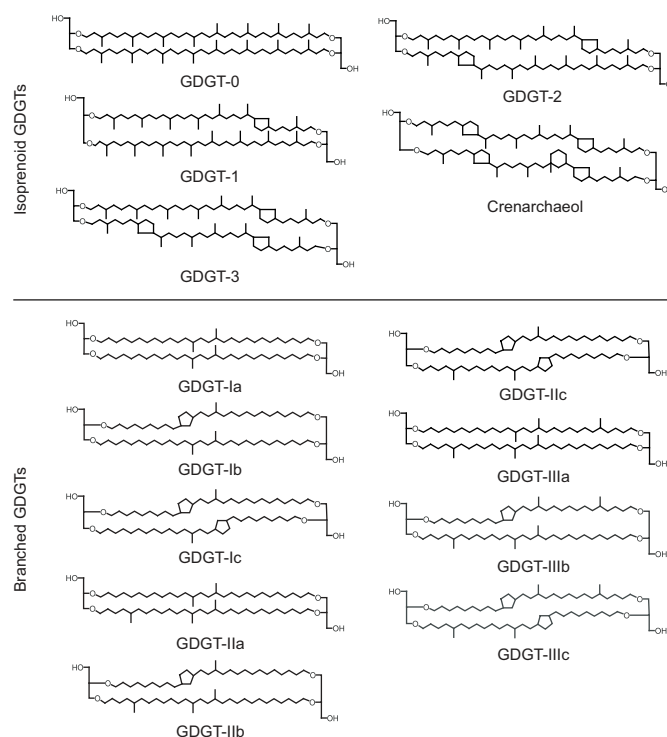 Isoprenoid GDGTs
HO
O
O
OH
GDGT-0
HO
O
O
OH
GDGT-2
HO
O
O
OH
GDGT-1
HO
O
O
O
Crenarchaeol
HO
O
O
OH
GDGT-3
Branched GDGTs
HO
O
O
O
O
OH
GDGT-Ia
HO
O
O
O
O
OH
GDGT-IIc
HO
O
O
O
O
OH
GDGT-Ib
HO
O
O
O
O
OH
GDGT-IIIa
HO
O
O
O
O
OH
GDGT-Ic
HO
O
O
O
O
OH
GDGT-IIIb
HO
O
O
O
O
OH
GDGT-IIa
HO
O
O
O
O
OH
GDGT-IIIc
HO
O
O
O
O
OH
GDGT-IIb